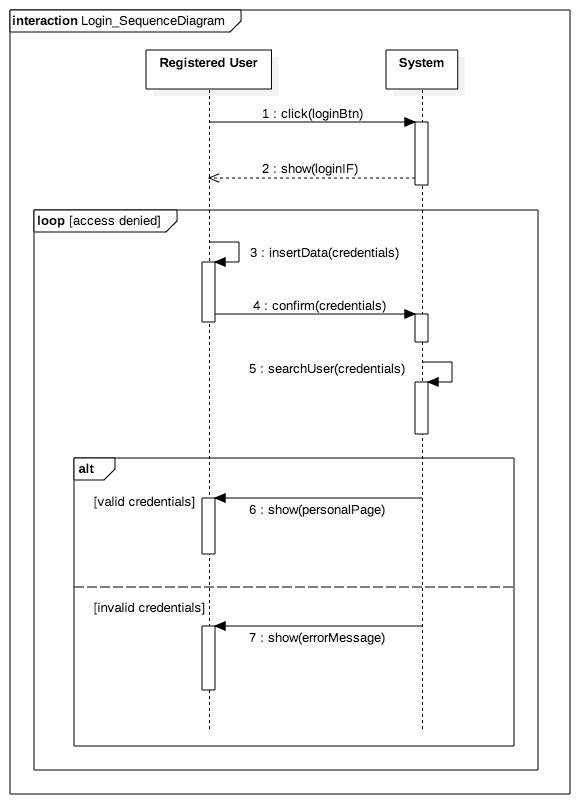 interaction Login_SequenceDiagram
Registered User
System
1 : click(loginBtn)
2 : show(loginIF)
loop [access denied]
3 : insertData(credentials)
4 : confirm(credentials)
5 : searchUser(credentials)
alt
[valid credentials]
6 : show(personalPage)
[invalid credentials]
7 : show(errorMessage)